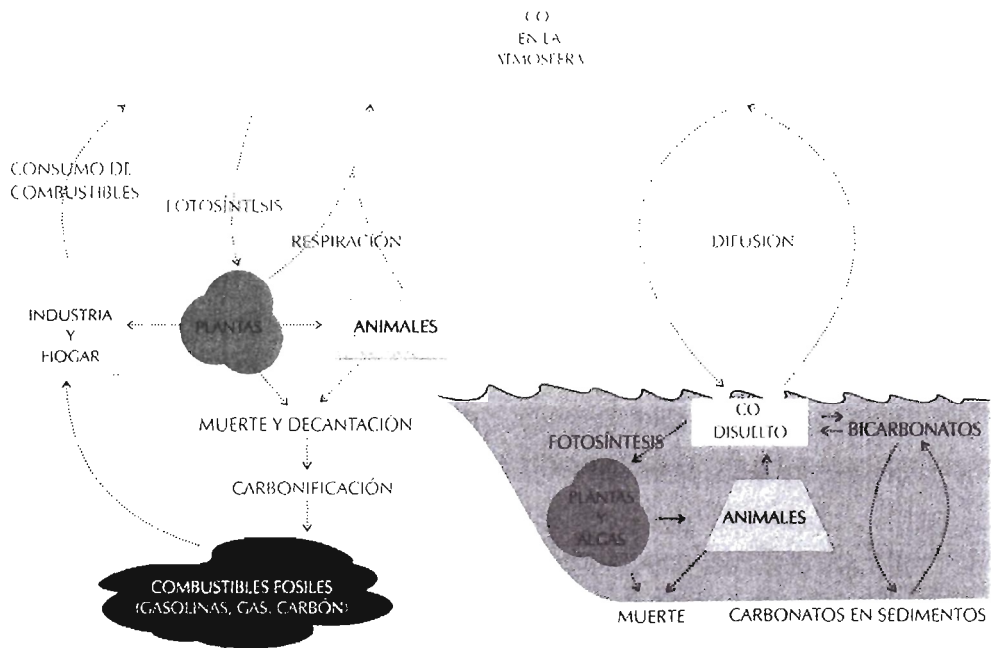 CO
EN LA
ATMOSFERA
CONSUMO DE
COMBUSTIBLES
FOTOSÍNTESIS
RESPIRACIÓN
DIFUSIÓN
INDUSTRIA
Y
HOGAR
PLANTAS
ANIMALES
MUERTE Y DECANTACIÓN
CARBONIFICACIÓN
COMBUSTIBLES FOSILES
(GASOLINAS, GAS, CARBÓN)
CO
DISUELTO
BICARBONATOS
FOTOSÍNTESIS
PLANTAS
Y
ALGAS
ANIMALES
MUERTE
CARBONATOS EN SEDIMENTOS